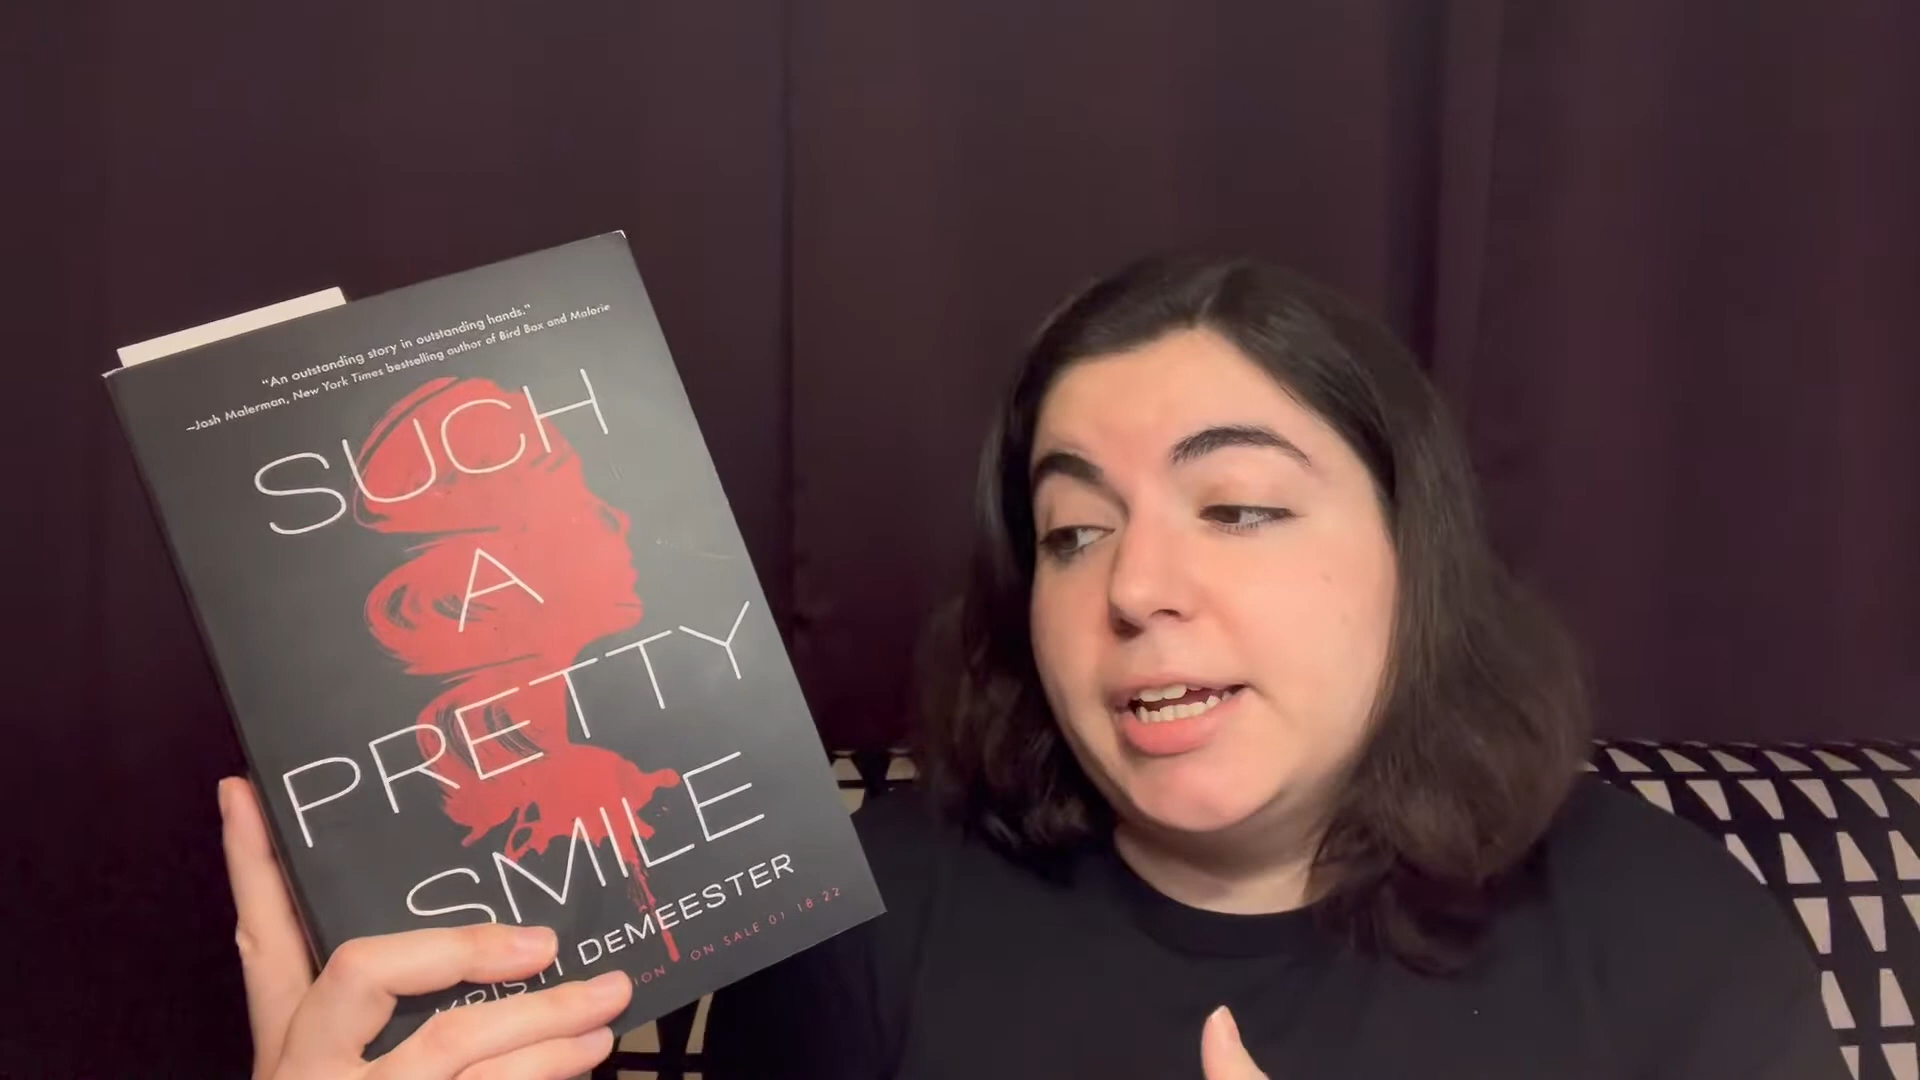 "An outstanding story in outstanding hands."
—Josh Malerman, New York Times bestselling author of Bird Box and Malorie
SUCH
A
PRETTY
SMILE
KRISTI DEMEESTER
ON SALE 01.18.22